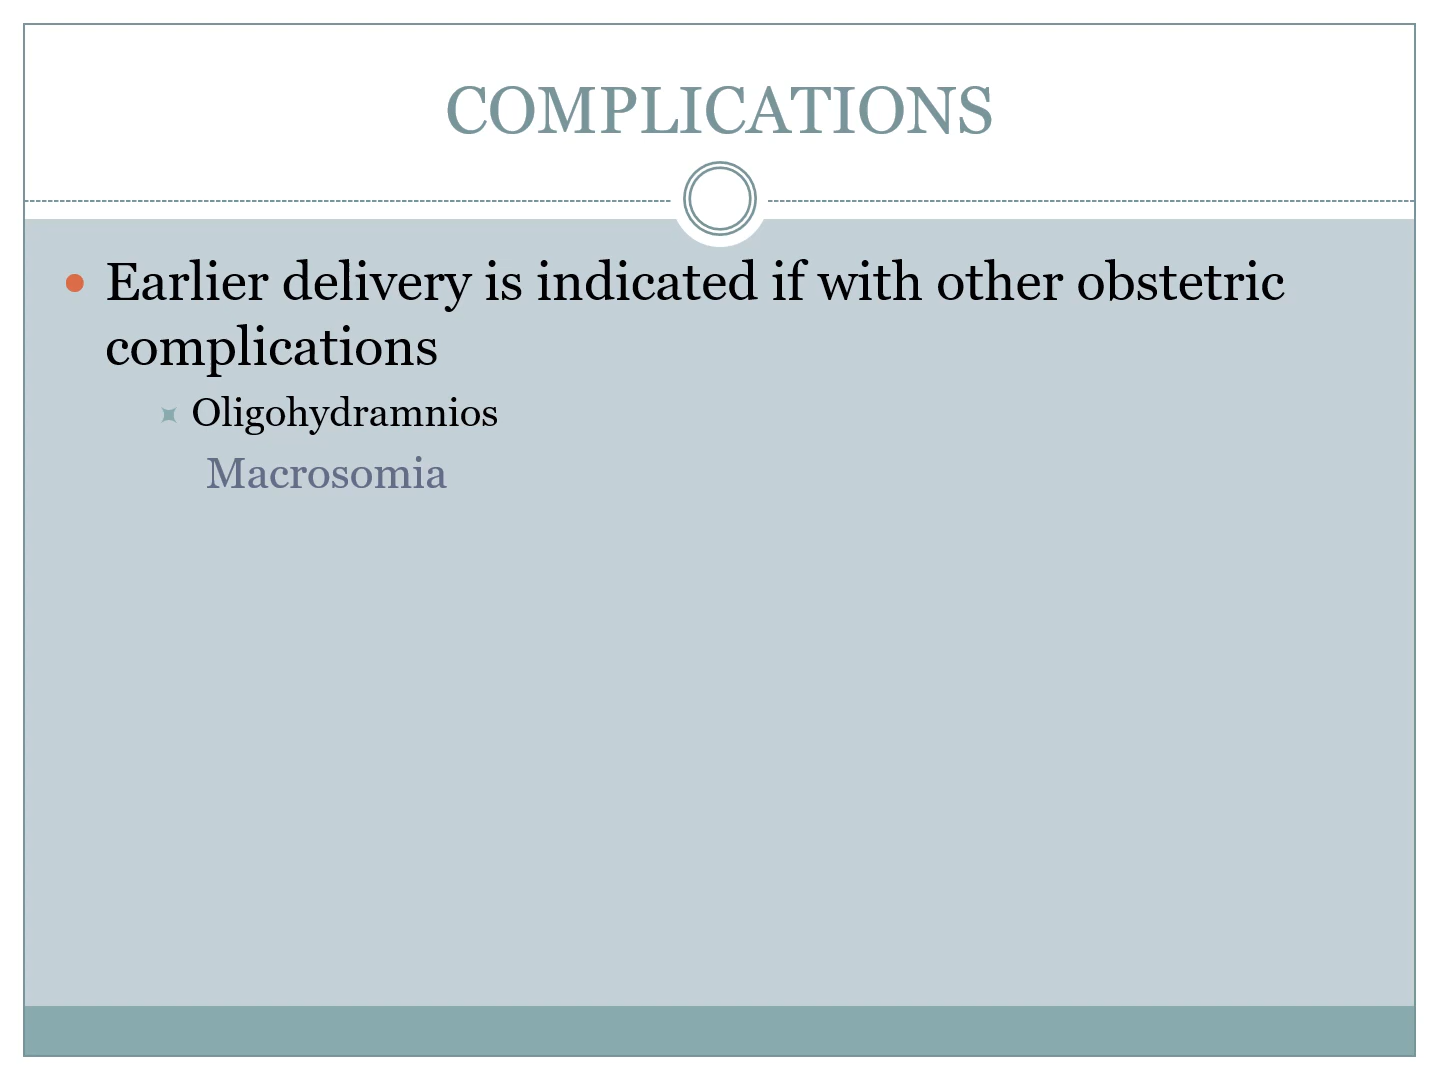 COMPLICATIONS
Earlier delivery is indicated if with other obstetric
complications
Oligohydramnios
Macrosomia